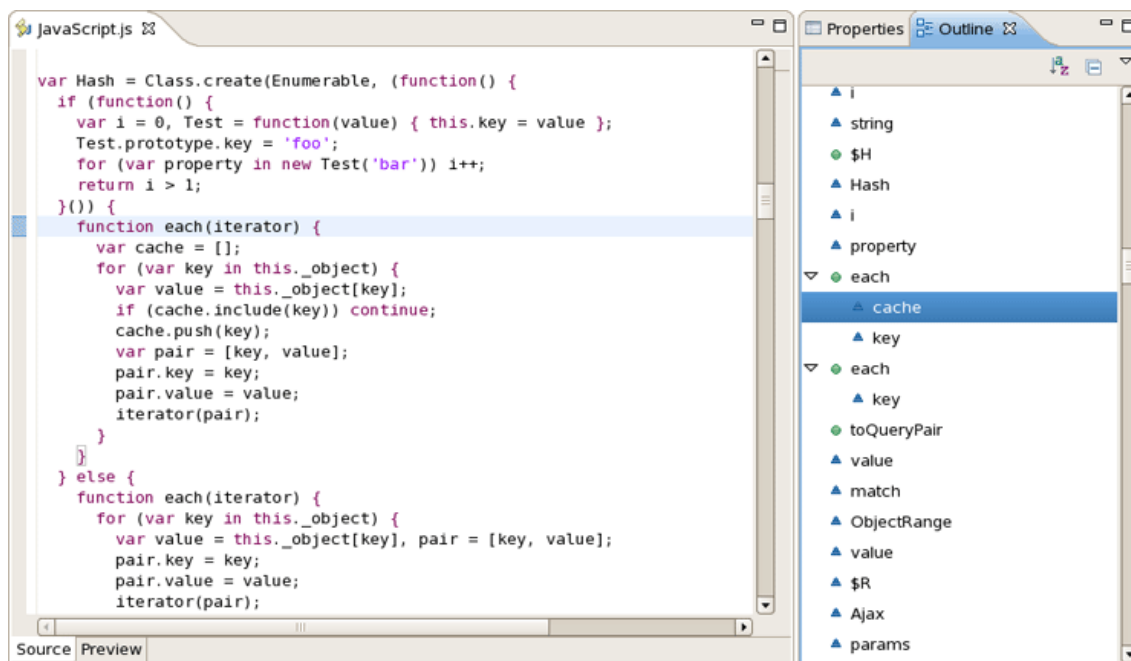 JavaScript.js
var Hash = Class.create(Enumerable, (function() {
if (function() {
var i = 0, Test = function(value) { this.key = value };
Test.prototype.key = 'foo';
for (var property in new Test('bar')) i++;
return i > 1;
}()) {
function each(iterator) {
var cache = [];
for (var key in this._object) {
var value = this._object[key];
if (cache.include(key)) continue;
cache.push(key);
var pair = [key, value];
pair.key = key;
pair.value = value;
iterator(pair);
}
}
} else {
function each(iterator) {
for (var key in this._object) {
var value = this._object[key], pair = [key, value];
pair.key = key;
pair.value = value;
iterator(pair);
Source Preview
Properties Outline
i
string
$H
Hash
i
property
each
cache
key
each
key
toQueryPair
value
match
ObjectRange
value
$R
Ajax
params